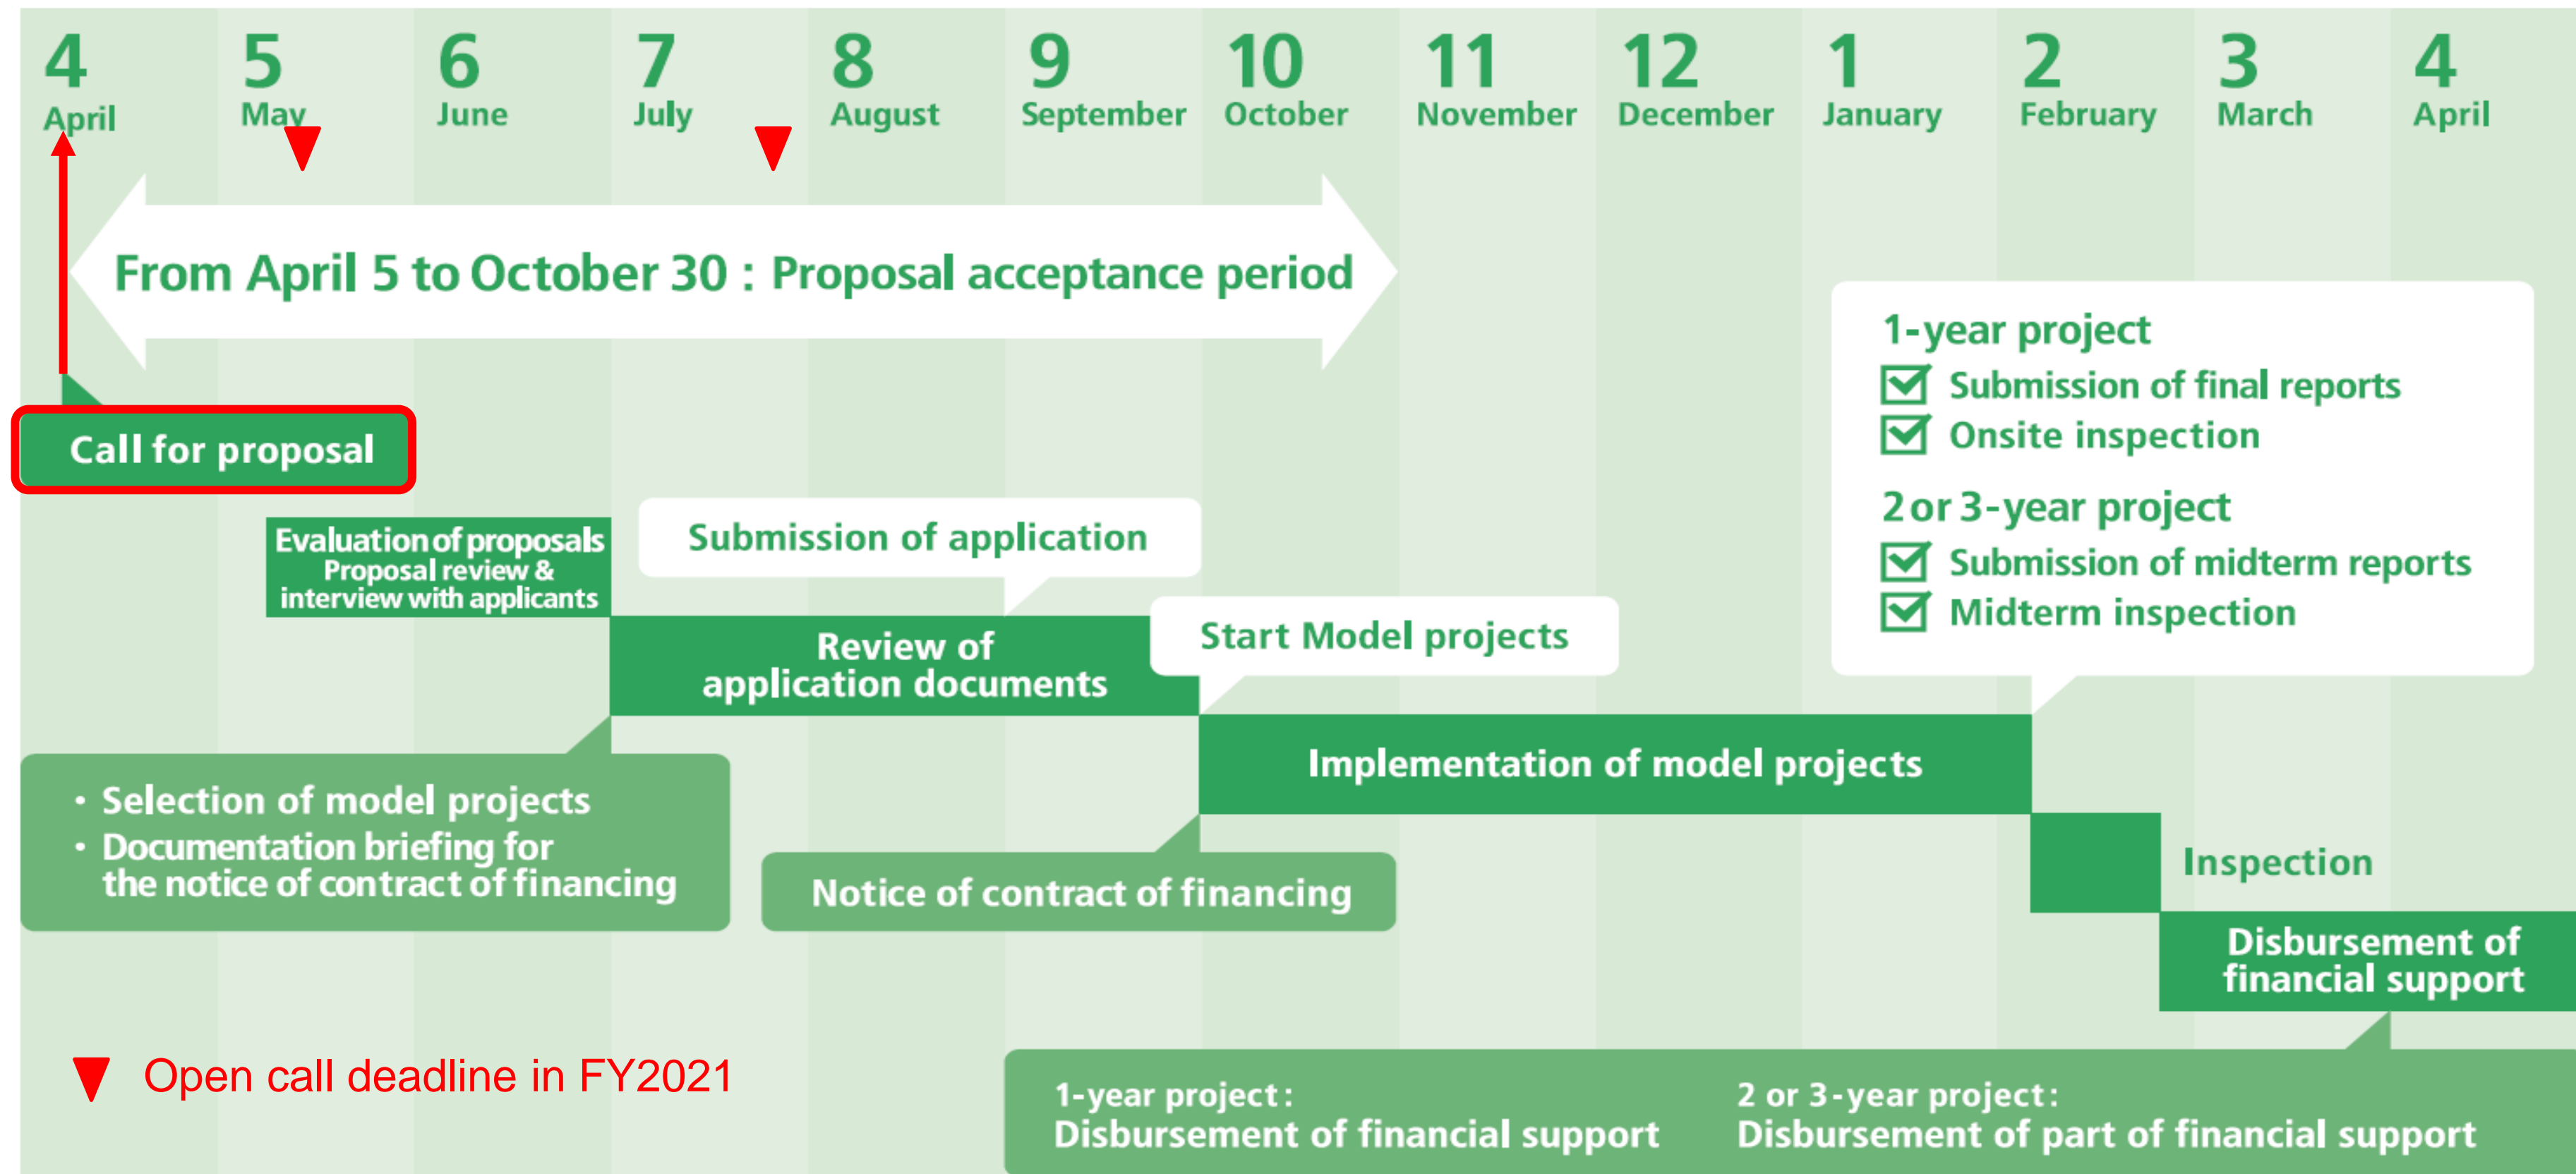 4
April
5
May
6
June
7
July
8
August
9
September
10
October
11
November
12
December
1
January
2
February
3
March
4
April
From April 5 to October 30 : Proposal acceptance period
Call for proposal
1-year project
Submission of final reports
Onsite inspection
2 or 3-year project
Submission of midterm reports
Midterm inspection
Evaluation of proposals
Proposal review &
interview with applicants
Submission of application
Review of
application documents
Start Model projects
• Selection of model projects
• Documentation briefing for
the notice of contract of financing
Implementation of model projects
Notice of contract of financing
Inspection
Disbursement of
financial support
Open call deadline in FY2021
1-year project:
Disbursement of financial support
2 or 3-year project:
Disbursement of part of financial support